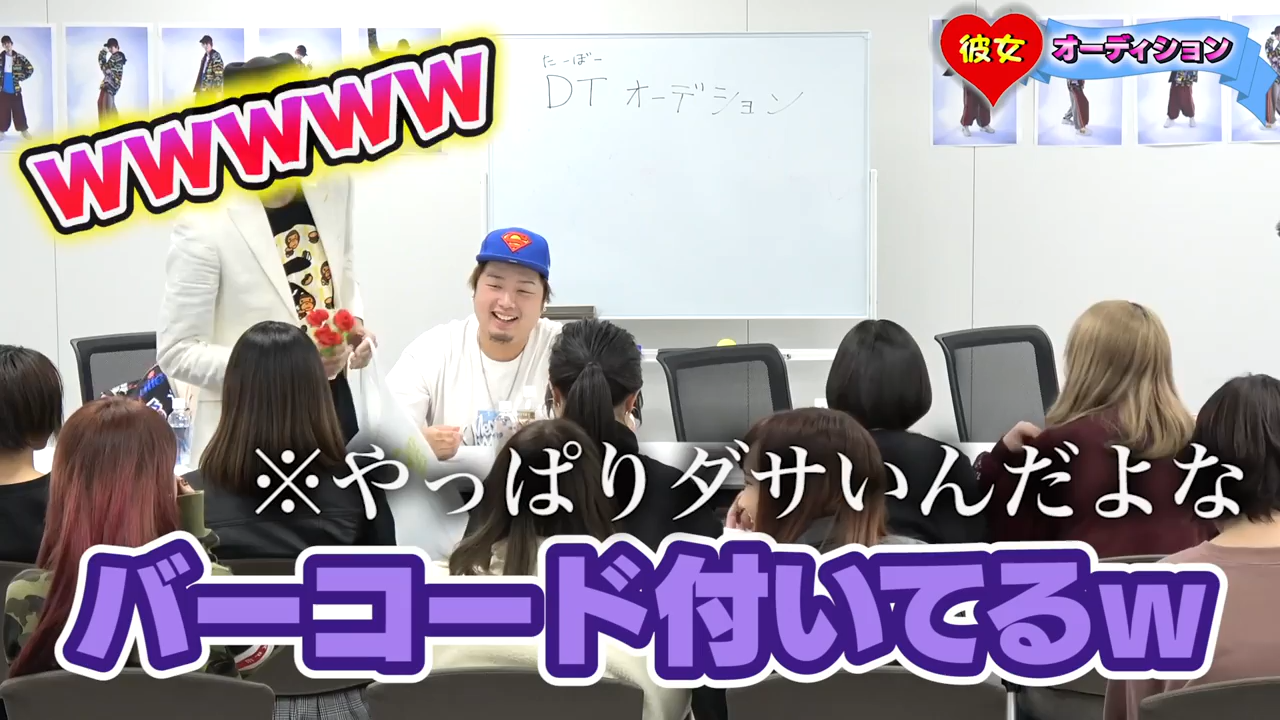 彼女 オーディション
たーぼー
DT オーデション
wwwww
※やっぱりダサいんだよな
バーコード付いてるw